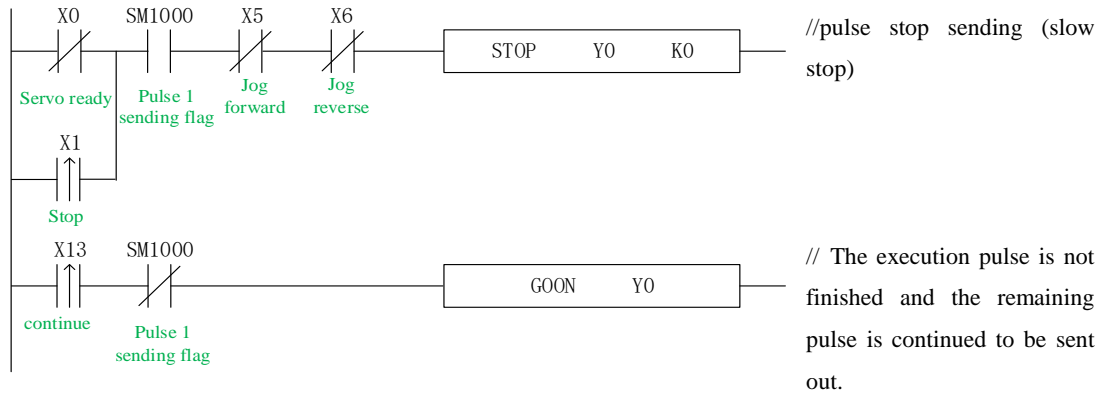 X0 SM1000 X5 X6
STOP Y0 K0
Servo ready
Pulse 1
sending flag
Jog
forward
Jog
reverse
//pulse stop sending (slow
stop)
X1
Stop
X13 SM1000
GOON Y0
continue
Pulse 1
sending flag
// The execution pulse is not
finished and the remaining
pulse is continued to be sent
out.